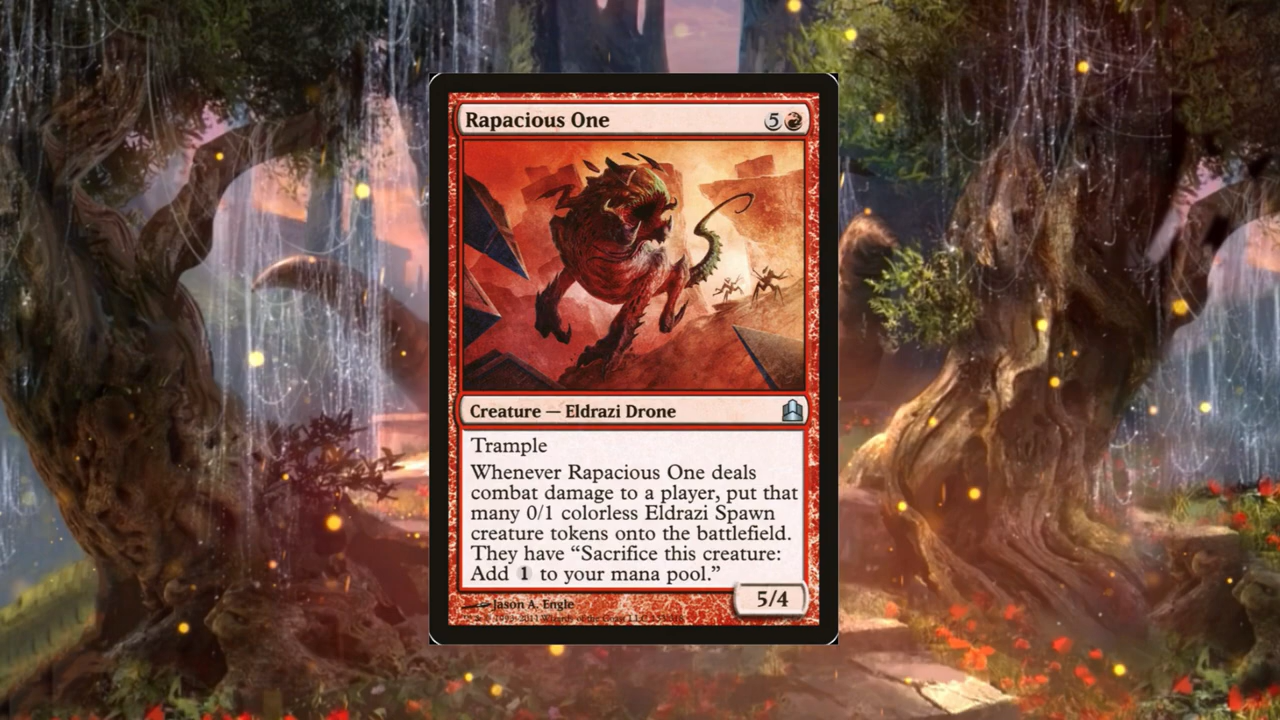 Rapacious One 5
Creature — Eldrazi Drone
Trample
Whenever Rapacious One deals
combat damage to a player, put that
many 0/1 colorless Eldrazi Spawn
creature tokens onto the battlefield.
They have “Sacrifice this creature:
Add 1 to your mana pool.”
5/4
Jason A. Engle